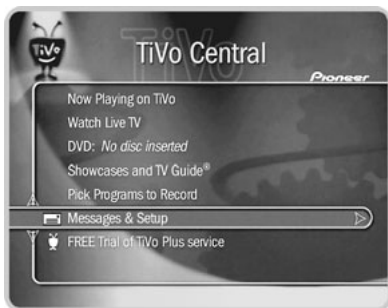 TiVo
TiVo Central
Pioneer
Now Playing on TiVo
Watch Live TV
DVD: No disc inserted
Showcases and TV Guide®
Pick Programs to Record
Messages & Setup
FREE Trial of TiVo Plus service